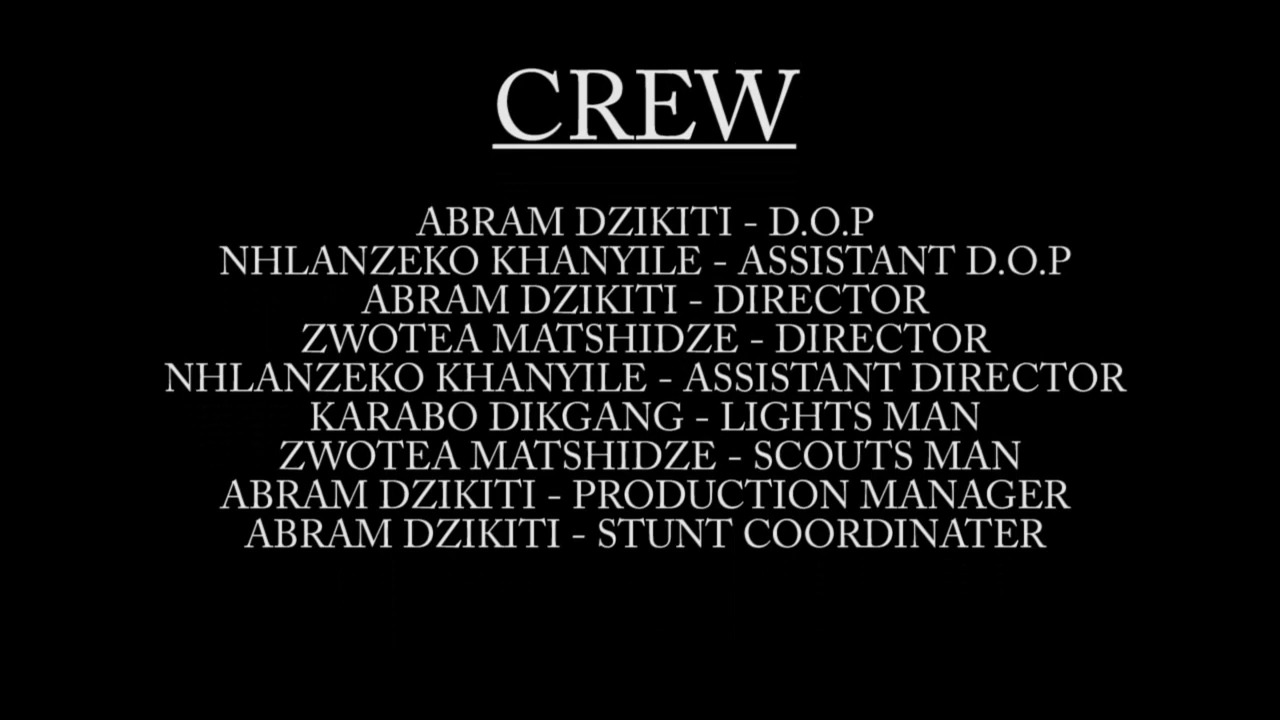 CREW
ABRAM DZIKITI - D.O.P
NHLANZEKO KHANYILE - ASSISTANT D.O.P
ABRAM DZIKITI - DIRECTOR
ZWOTEA MATSHIDZE - DIRECTOR
NHLANZEKO KHANYILE - ASSISTANT DIRECTOR
KARABO DIKGANG - LIGHTS MAN
ZWOTEA MATSHIDZE - SCOUTS MAN
ABRAM DZIKITI - PRODUCTION MANAGER
ABRAM DZIKITI - STUNT COORDINATER